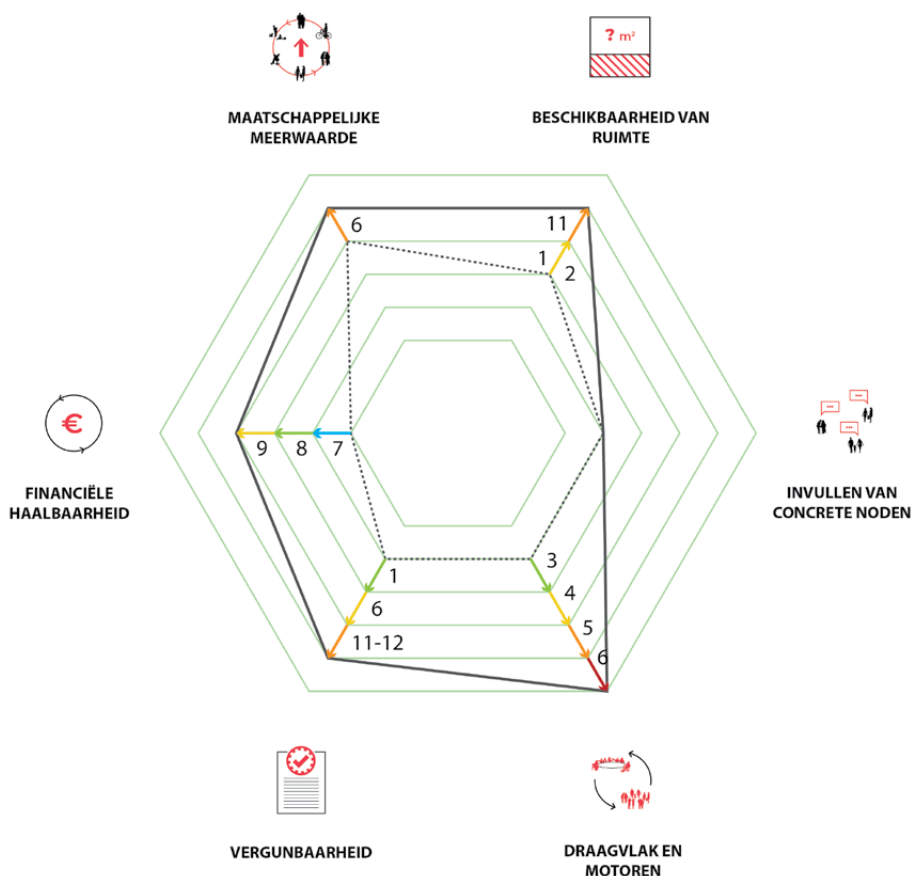 ? m²
MAATSCHAPPELIJKE
MEERWAARDE
BESCHIKBAARHEID VAN
RUIMTE
6
11
1
2
€
9
8
7
FINANCIËLE
HAALBAARHEID
INVULLEN VAN
CONCRETE NODEN
1
3
6
4
11-12
5
6
VERGUNBAARHEID
DRAAGVLAK EN
MOTOREN